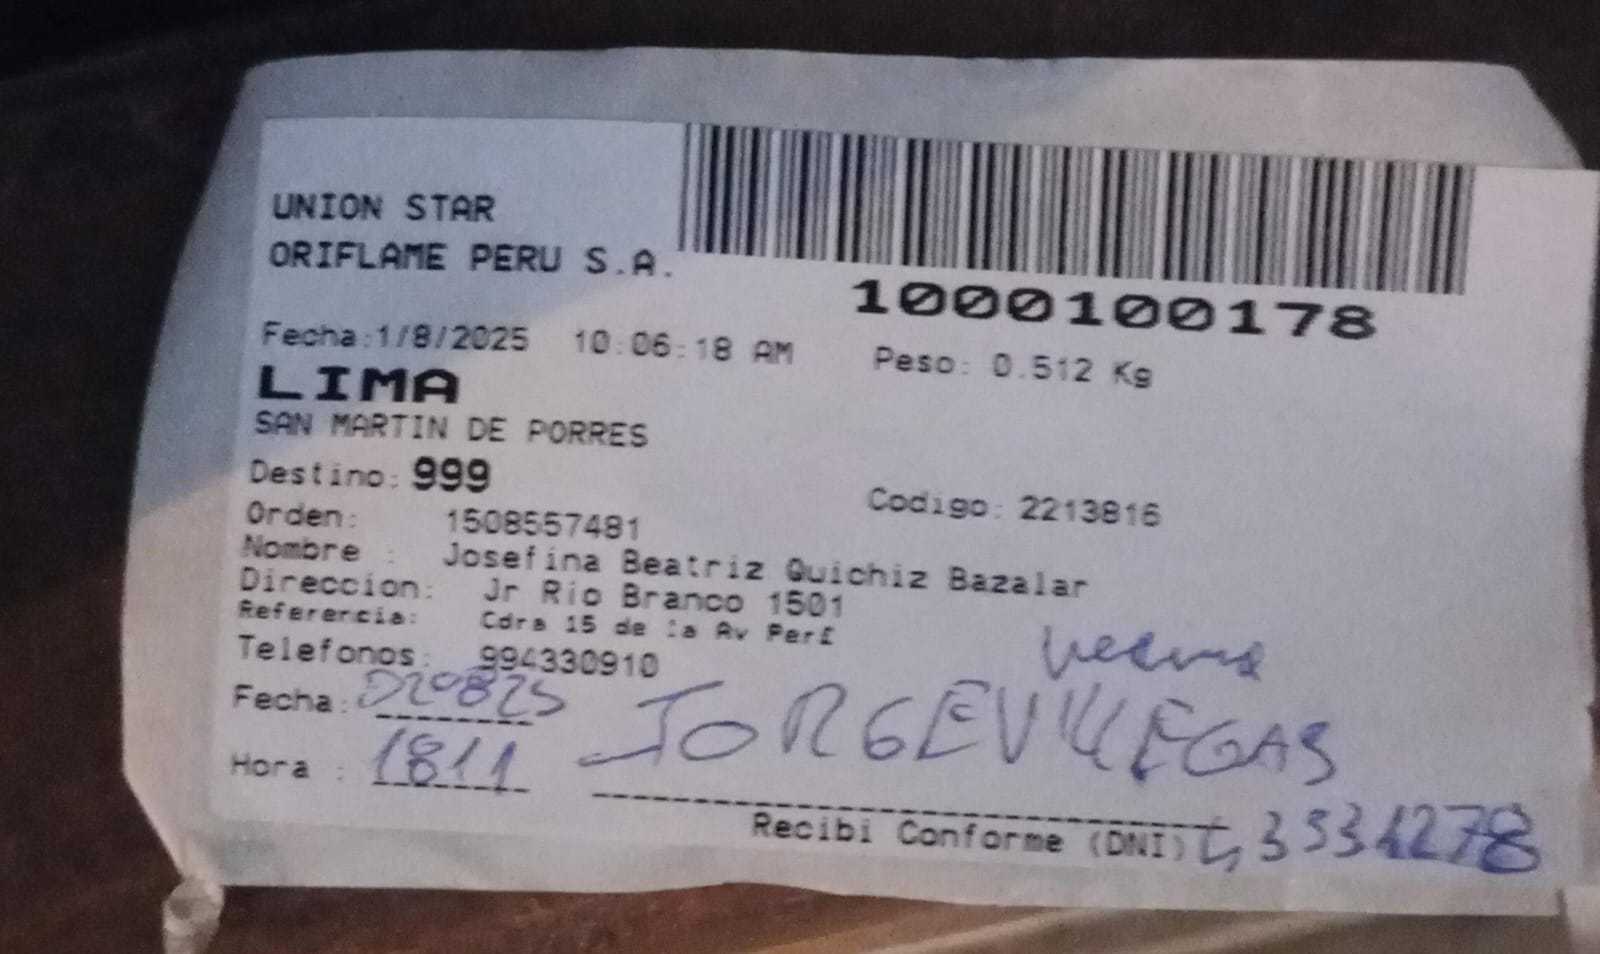 UNION STAR
ORIFLAME PERU S.A.
1000100178
Fecha:1/8/2025 10:06:18 AM Peso: 0.512 Kg
LIMA
SAN MARTIN DE PORRES
Destino: 999 Codigo: 2213816
Orden: 1508557481
Nombre : Josefina Beatriz Quichiz Bazalar
Direccion: Jr Rio Branco 1501
Referencia: Cdra 15 de la Av Perú
Telefonos: 994330910
Fecha: 020825
JORGE VILLEGAS
Hora : 1811
Recibi Conforme (DNI)